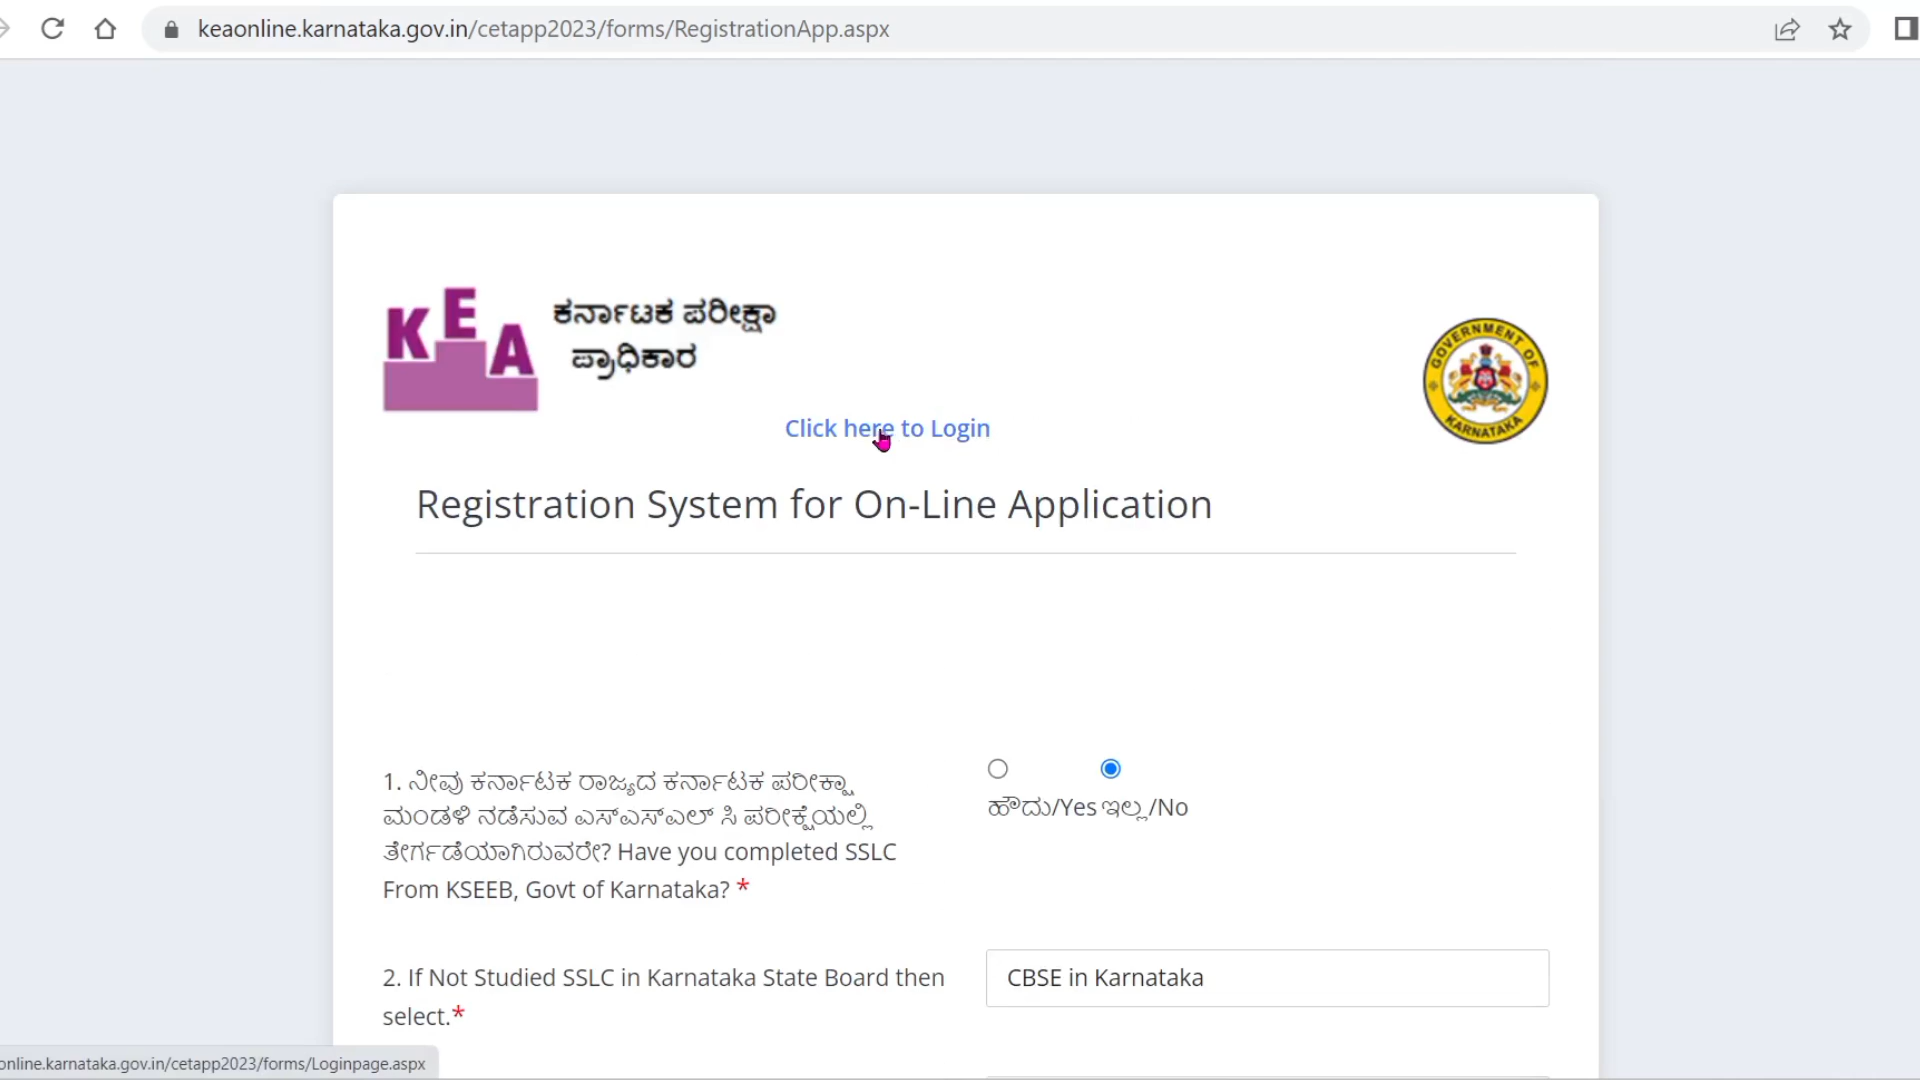 keaonline.karnataka.gov.in/cetapp2023/forms/RegistrationApp.aspx
KEA
ಕರ್ನಾಟಕ ಪರೀಕ್ಷಾ
ಪ್ರಾಧಿಕಾರ
GOVERNMENT OF
KARNATAKA
Click here to Login
Registration System for On-Line Application
1. ನೀವು ಕರ್ನಾಟಕ ರಾಜ್ಯದ ಕರ್ನಾಟಕ ಪರೀಕ್ಷಾ
ಮಂಡಳಿ ನಡೆಸುವ ಎಸ್ಎಸ್ಎಲ್ ಸಿ ಪರೀಕ್ಷೆಯಲ್ಲಿ
ತೇರ್ಗಡೆಯಾಗಿರುವರೇ? Have you completed SSLC
From KSEEB, Govt of Karnataka? *
ಹೌದು/Yes ಇಲ್ಲ/No
2. If Not Studied SSLC in Karnataka State Board then
select.*
CBSE in Karnataka
online.karnataka.gov.in/cetapp2023/forms/Loginpage.aspx